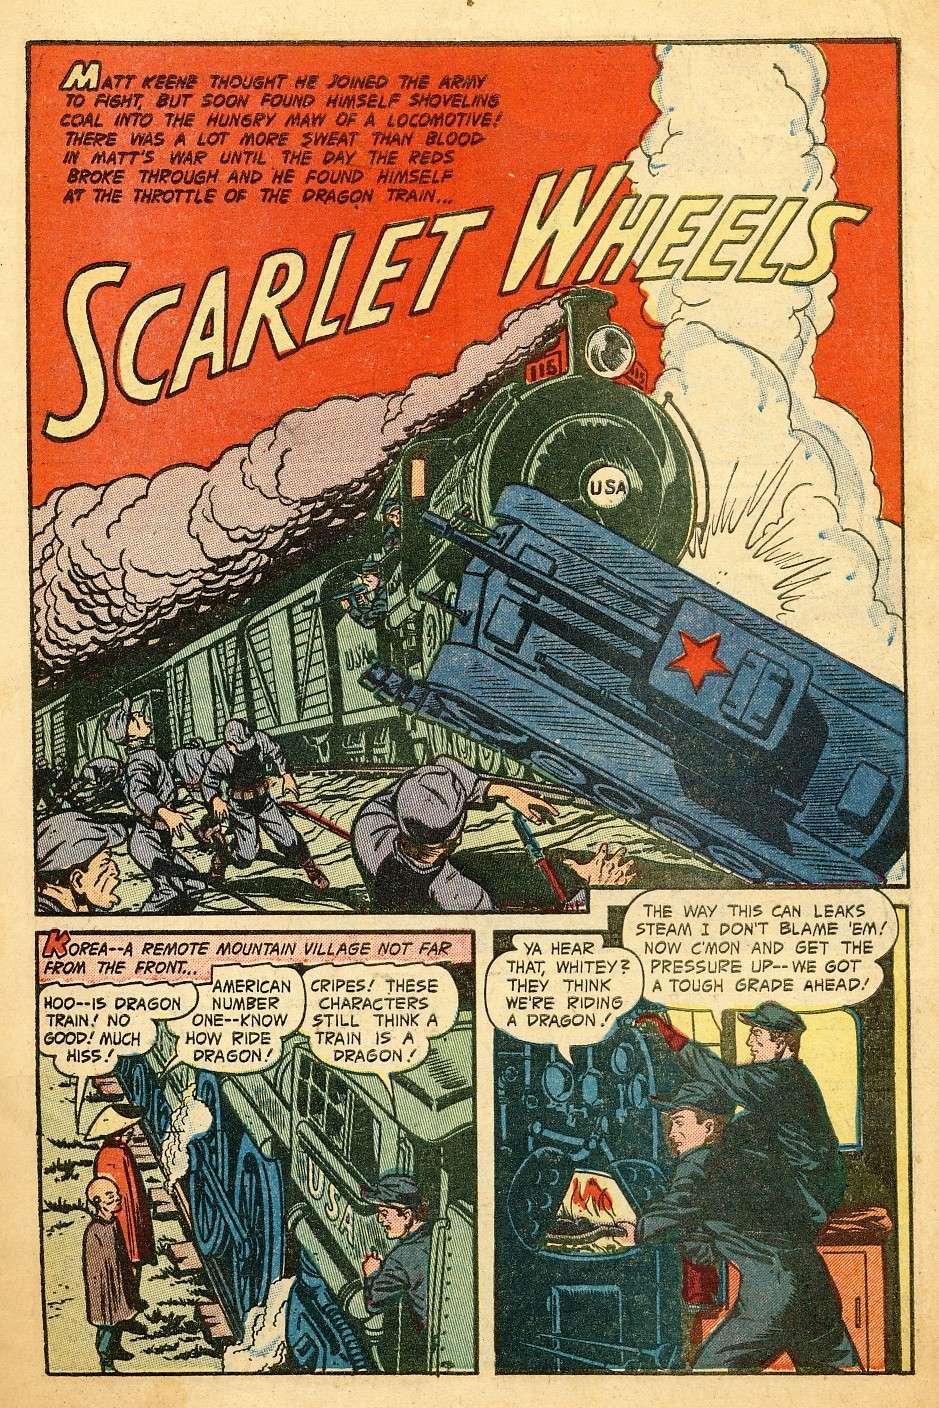 MATT KEENE THOUGHT HE JOINED THE ARMY
TO FIGHT, BUT SOON FOUND HIMSELF SHOVELING
COAL INTO THE HUNGRY MAW OF A LOCOMOTIVE!
THERE WAS A LOT MORE SWEAT THAN BLOOD
IN MATT'S WAR UNTIL THE DAY THE REDS
BROKE THROUGH AND HE FOUND HIMSELF
AT THE THROTTLE OF THE DRAGON TRAIN...
SCARLET WHEELS
115
115
USA
USA
KOREA--A REMOTE MOUNTAIN VILLAGE NOT FAR
FROM THE FRONT...
HOO--IS DRAGON
TRAIN! NO
GOOD! MUCH
HISS!
AMERICAN
NUMBER
ONE--KNOW
HOW RIDE
DRAGON!
CRIPES! THESE
CHARACTERS
STILL THINK A
TRAIN IS A
DRAGON!
USA
YA HEAR
THAT, WHITEY?
THEY THINK
WE'RE RIDING
A DRAGON!
THE WAY THIS CAN LEAKS
STEAM I DON'T BLAME 'EM!
NOW C'MON AND GET THE
PRESSURE UP--WE GOT
A TOUGH GRADE AHEAD!